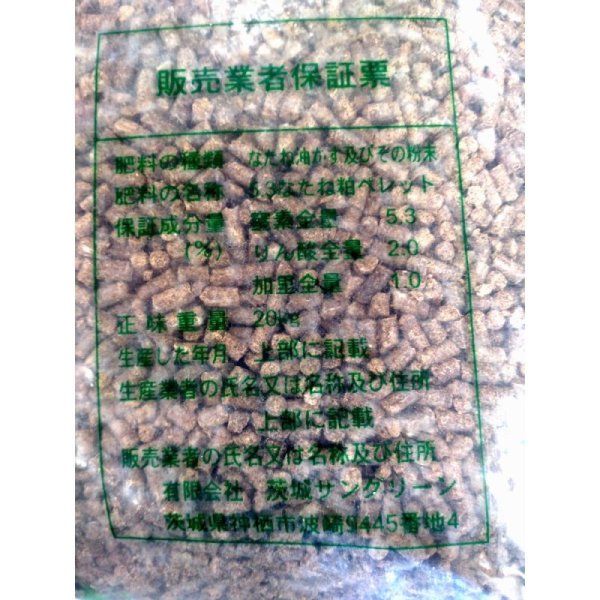 販売業者保証票
肥料の種類 なたね油かす及びその粉末
肥料の名称 5.3なたね粕ペレット
保証成分量 窒素全量 5.3
(%) りん酸全量 2.0
加里全量 1.0
正味重量 20kg
生産した年月 上部に記載
生産業者の氏名又は名称及び住所
上部に記載
販売業者の氏名又は名称及び住所
有限会社 茨城サングリーン
茨城県神栖市波崎9445番地4